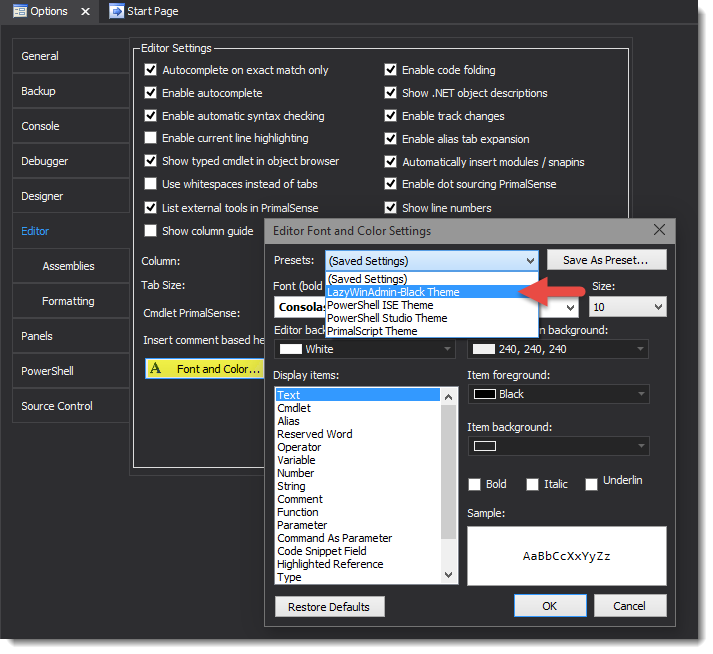 Options
Start Page
General
Backup
Console
Debugger
Designer
Editor
Assemblies
Formatting
Panels
PowerShell
Source Control
Editor Settings
Autocomplete on exact match only
Enable autocomplete
Enable automatic syntax checking
Enable current line highlighting
Show typed cmdlet in object browser
Use whitespaces instead of tabs
List external tools in PrimalSense
Show column guide
Enable code folding
Show .NET object descriptions
Enable track changes
Enable alias tab expansion
Automatically insert modules / snapins
Enable dot sourcing PrimalSense
Show line numbers
Column:
Tab Size:
Cmdlet PrimalSense:
Insert comment based he
A Font and Color...
Editor Font and Color Settings
Presets:
(Saved Settings)
Save As Preset...
(Saved Settings)
LazyWinAdmin-Black Theme
PowerShell ISE Theme
PowerShell Studio Theme
PrimalScript Theme
Font (bold
Size:
Consolas
10
Editor bac
n background:
White
240, 240, 240
Display items:
Text
Cmdlet
Alias
Reserved Word
Operator
Variable
Number
String
Comment
Function
Parameter
Command As Parameter
Code Snippet Field
Highlighted Reference
Type
Item foreground:
Black
Item background:
Bold
Italic
Underlin
Sample:
AaBbCcXxYyZz
Restore Defaults
OK
Cancel